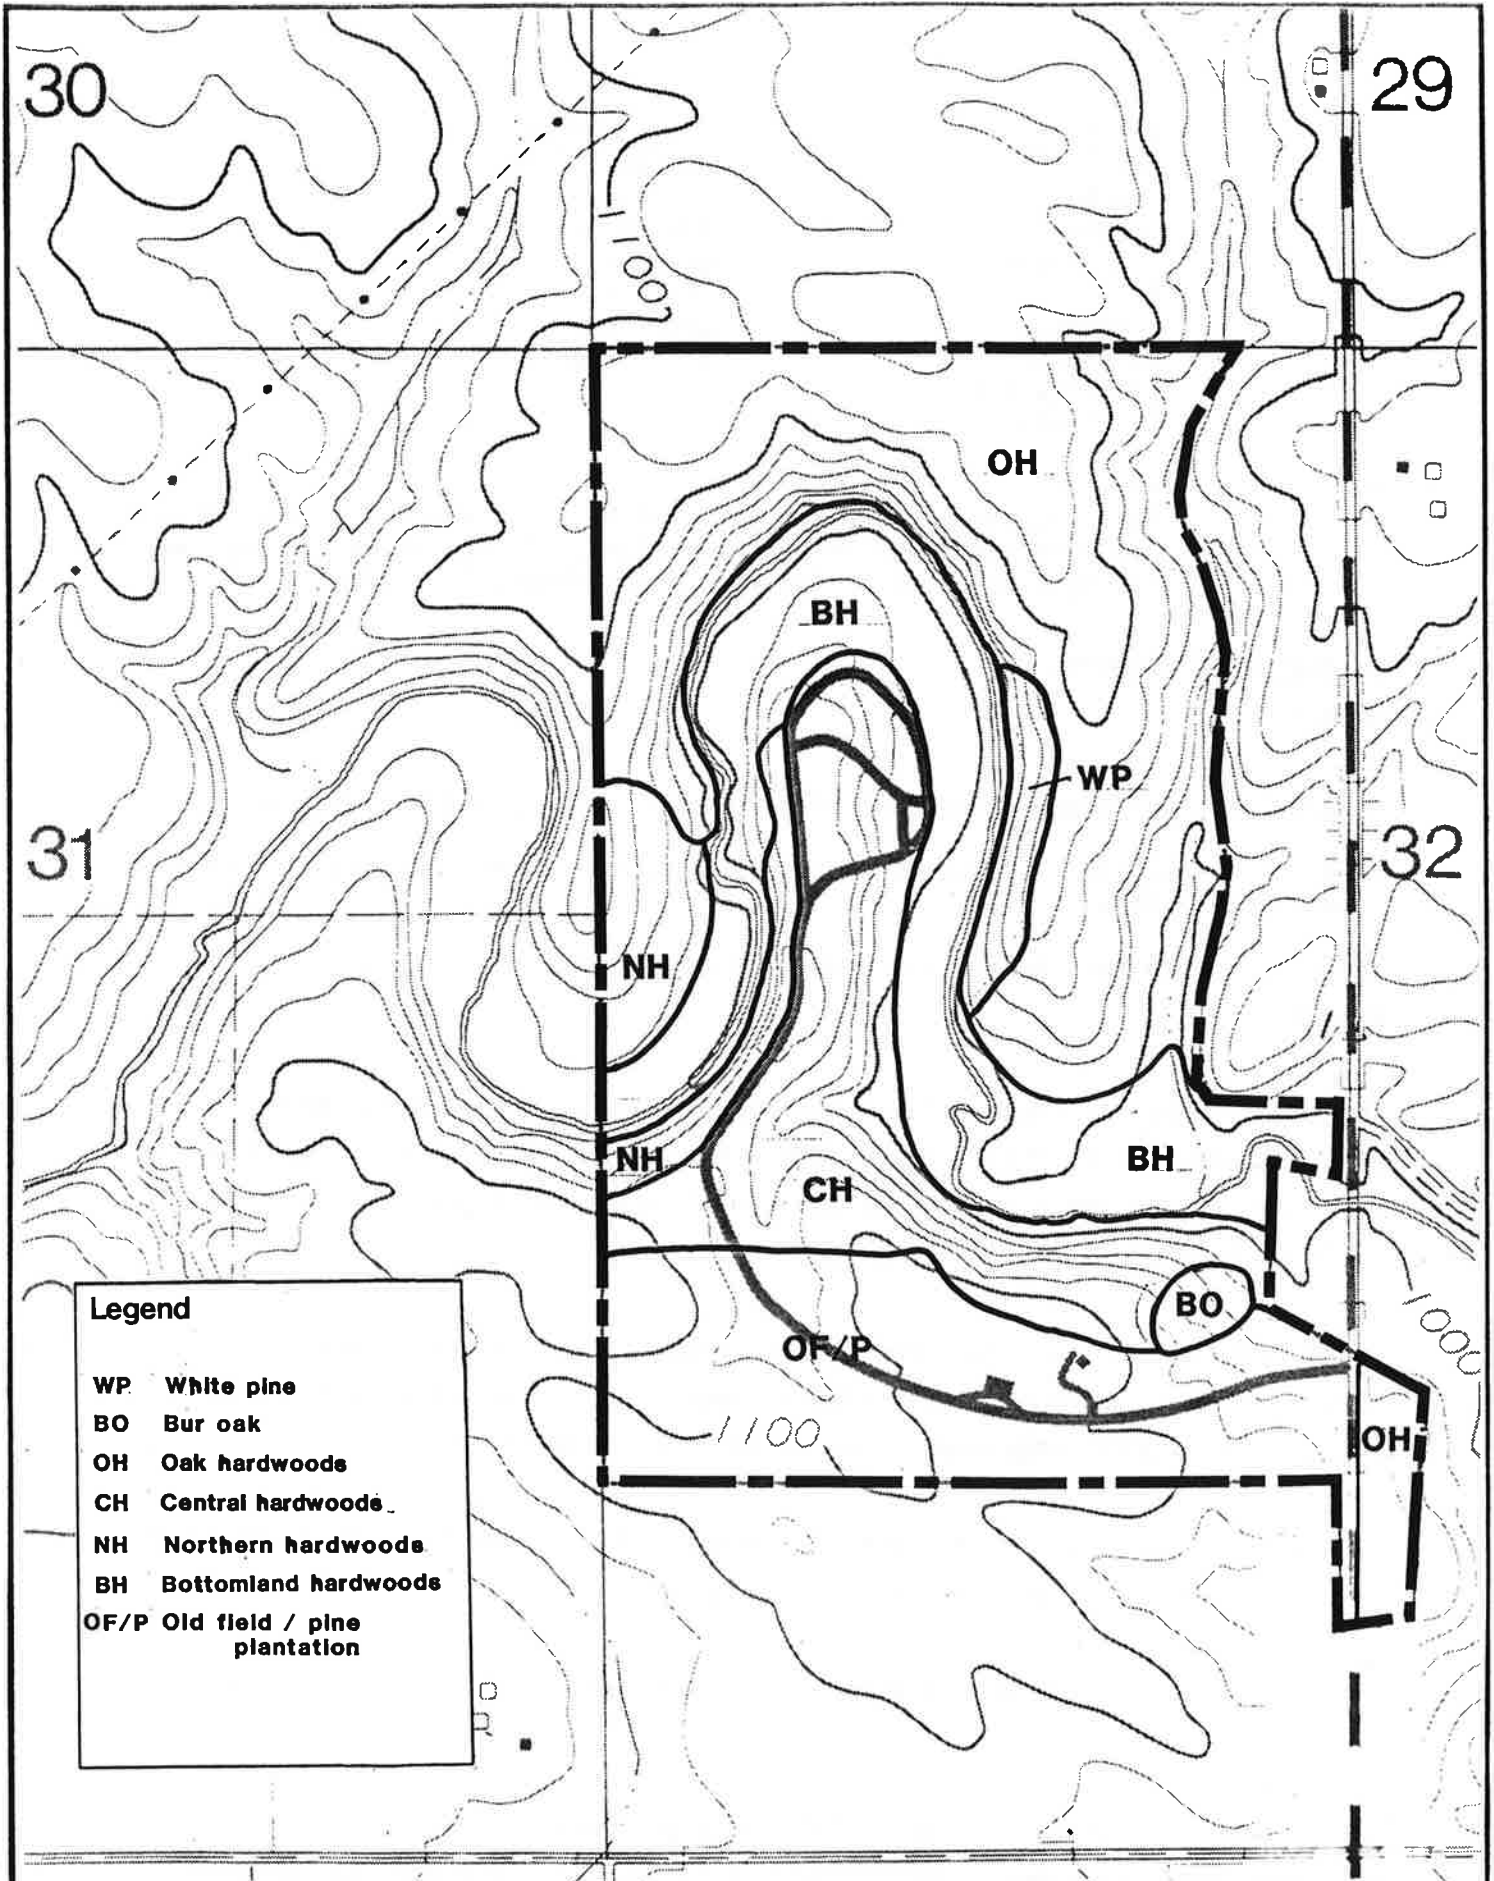 30
29
1100
OH
BH
WP
31
32
NH
NH
BH
CH
BO
1000
OF/P
1100
OH
Legend
WP White pine
BO Bur oak
OH Oak hardwoods
CH Central hardwoods
NH Northern hardwoods
BH Bottomland hardwoods
OF/P Old field / pine
plantation